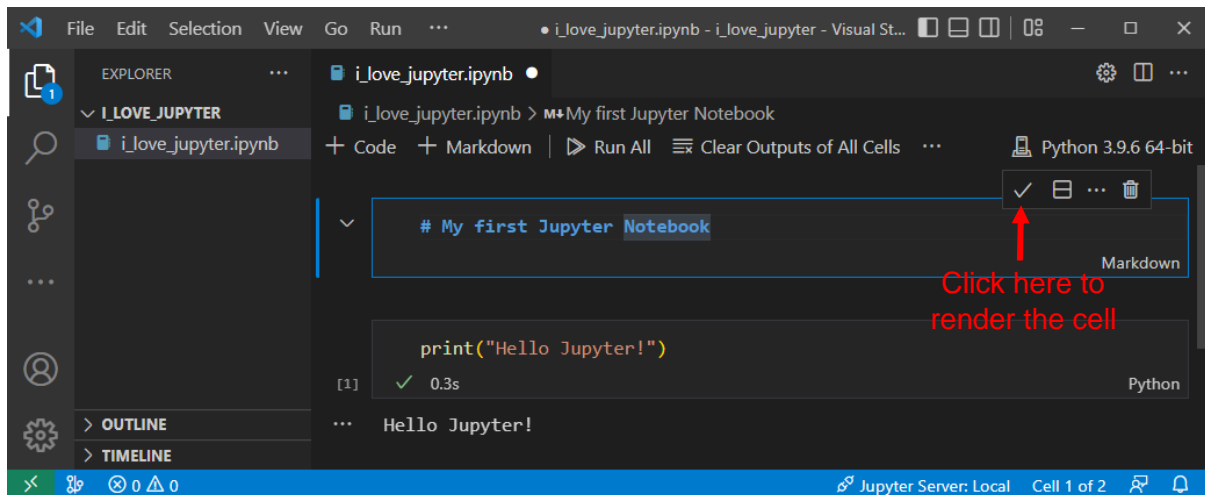 File Edit Selection View Go Run ··· ● i_love_jupyter.ipynb - i_love_jupyter - Visual St...
EXPLORER ···
i_love_jupyter.ipynb ●
1
I_LOVE_JUPYTER
i_love_jupyter.ipynb > M↓My first Jupyter Notebook
i_love_jupyter.ipynb
+ Code + Markdown Run All Clear Outputs of All Cells ··· Python 3.9.6 64-bit
# My first Jupyter Notebook
Markdown
Click here to
render the cell
print("Hello Jupyter!")
[1] ✓ 0.3s Python
··· Hello Jupyter!
> OUTLINE
> TIMELINE
0 0 Jupyter Server: Local Cell 1 of 2